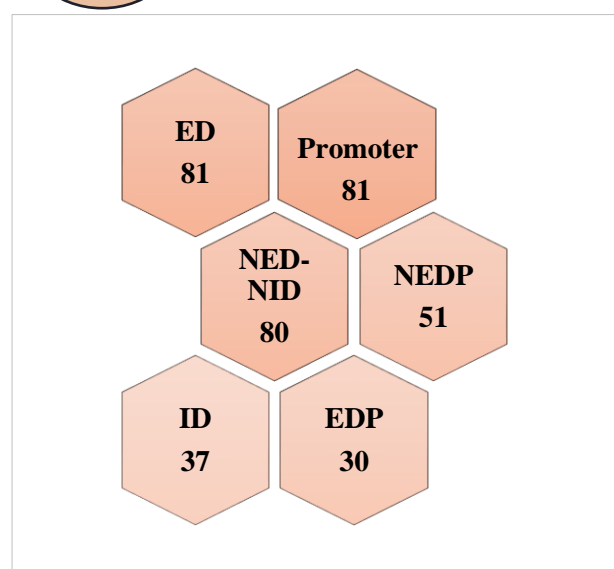 ED
81
Promoter
81
NED-
NID
80
NEDP
51
ID
37
EDP
30